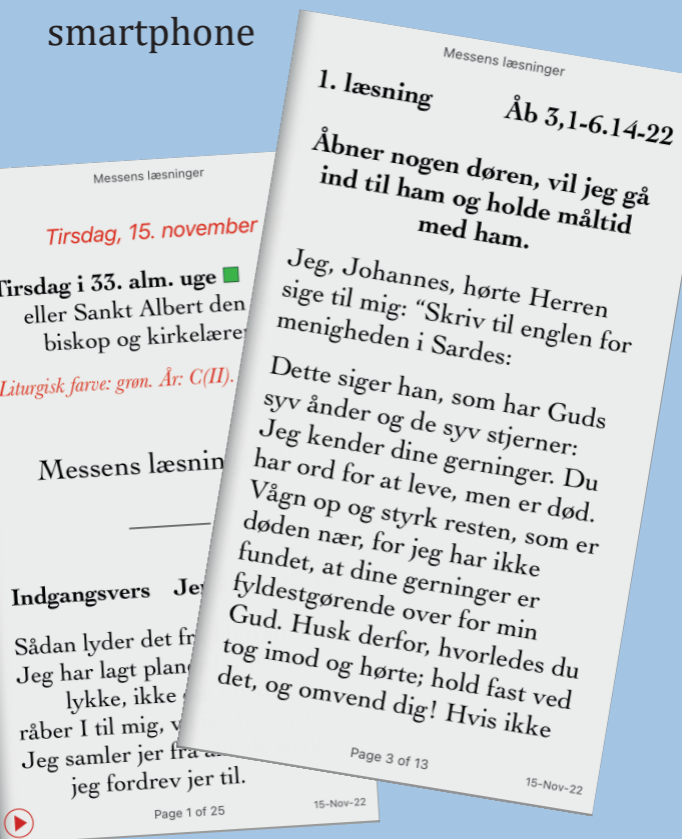 smartphone
Messens læsninger
Tirsdag, 15. november
Tirsdag i 33. alm. uge
eller Sankt Albert den
biskop og kirkelærer
Liturgisk farve: grøn. År: C(II).
Messens læsnin
Indgangsvers Jer
Sådan lyder det fr
Jeg har lagt plan
lykke, ikke
råber I til mig, v
Jeg samler jer fra
jeg fordrev jer til.
Page 1 of 25
15-Nov-22
Messens læsninger
1. læsning Åb 3,1-6.14-22
Åbner nogen døren, vil jeg gå
ind til ham og holde måltid
med ham.
Jeg, Johannes, hørte Herren
sige til mig: “Skriv til englen for
menigheden i Sardes:
Dette siger han, som har Guds
syv ånder og de syv stjerner:
Jeg kender dine gerninger. Du
har ord for at leve, men er død.
Vågn op og styrk resten, som er
døden nær, for jeg har ikke
fundet, at dine gerninger er
fyldestgørende over for min
Gud. Husk derfor, hvorledes du
tog imod og hørte; hold fast ved
det, og omvend dig! Hvis ikke
Page 3 of 13
15-Nov-22